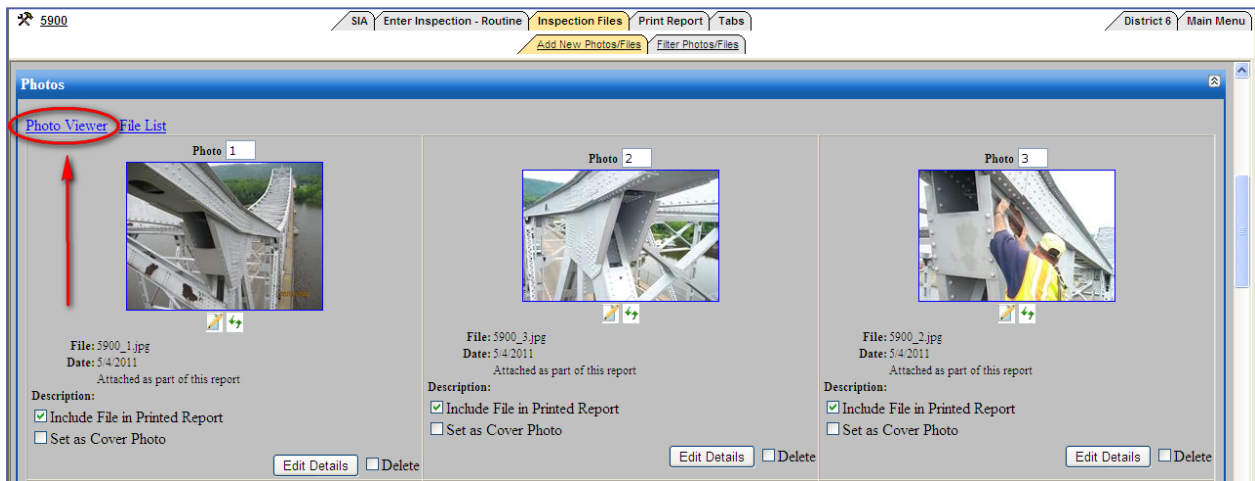 5900 SIA Enter Inspection - Routine Inspection Files Print Report Tabs District 6 Main Menu
Add New Photos/Files Filter Photos/Files
Photos
Photo Viewer File List
Photo 1
File: 5900_1.jpg
Date: 5/4/2011
Attached as part of this report
Description:
Include File in Printed Report
Set as Cover Photo
Edit Details Delete
Photo 2
File: 5900_3.jpg
Date: 5/4/2011
Attached as part of this report
Description:
Include File in Printed Report
Set as Cover Photo
Edit Details Delete
Photo 3
File: 5900_2.jpg
Date: 5/4/2011
Attached as part of this report
Description:
Include File in Printed Report
Set as Cover Photo
Edit Details Delete